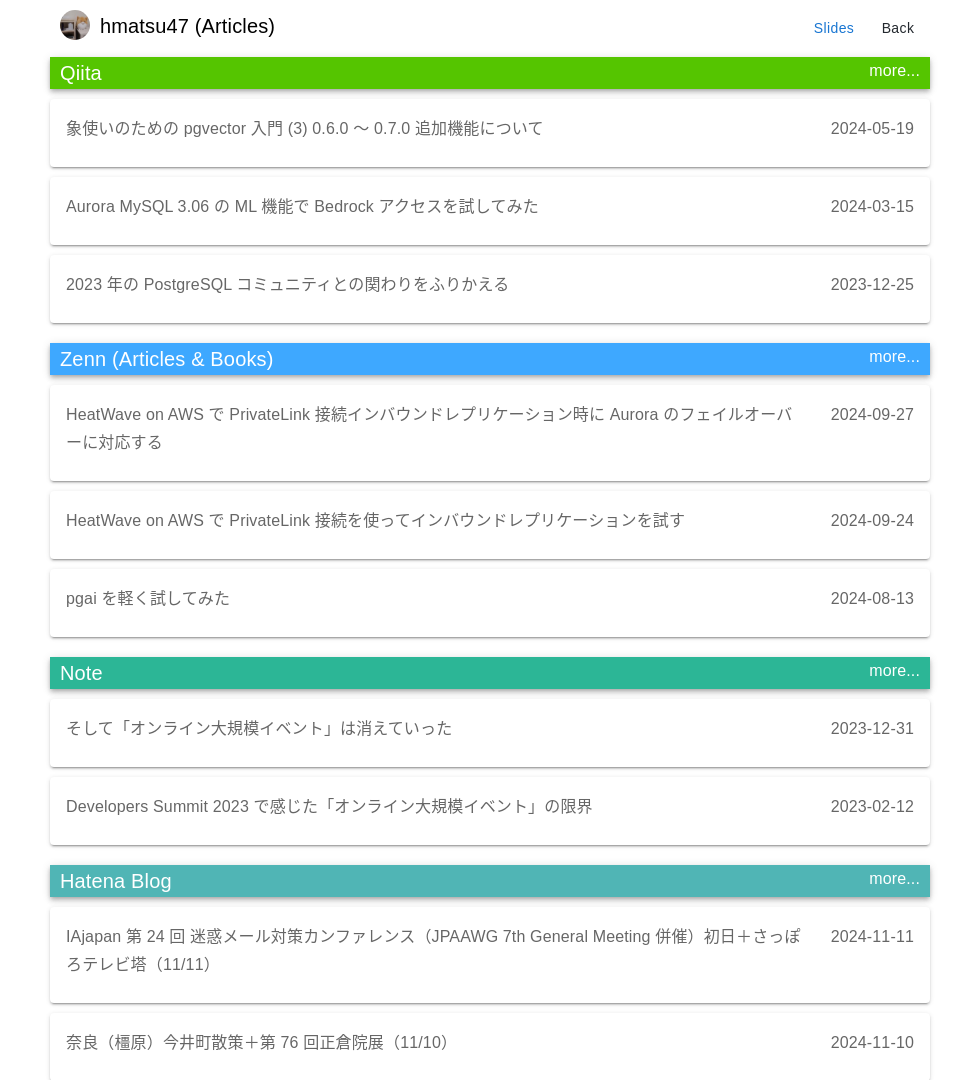 hmatsu47 (Articles)
Slides
Back
Qiita
more...
象使いのための pgvector 入門 (3) 0.6.0 〜 0.7.0 追加機能について
2024-05-19
Aurora MySQL 3.06 の ML 機能で Bedrock アクセスを試してみた
2024-03-15
2023 年の PostgreSQL コミュニティとの関わりをふりかえる
2023-12-25
Zenn (Articles & Books)
more...
HeatWave on AWS で PrivateLink 接続インバウンドレプリケーション時に Aurora のフェイルオーバ
ーに対応する
2024-09-27
HeatWave on AWS で PrivateLink 接続を使ってインバウンドレプリケーションを試す
2024-09-24
pgai を軽く試してみた
2024-08-13
Note
more...
そして「オンライン大規模イベント」は消えていった
2023-12-31
Developers Summit 2023 で感じた「オンライン大規模イベント」の限界
2023-02-12
Hatena Blog
more...
IAjapan 第 24 回 迷惑メール対策カンファレンス（JPAAWG 7th General Meeting 併催）初日＋さっぽ
ろテレビ塔（11/11）
2024-11-11
奈良（橿原）今井町散策＋第 76 回正倉院展（11/10）
2024-11-10